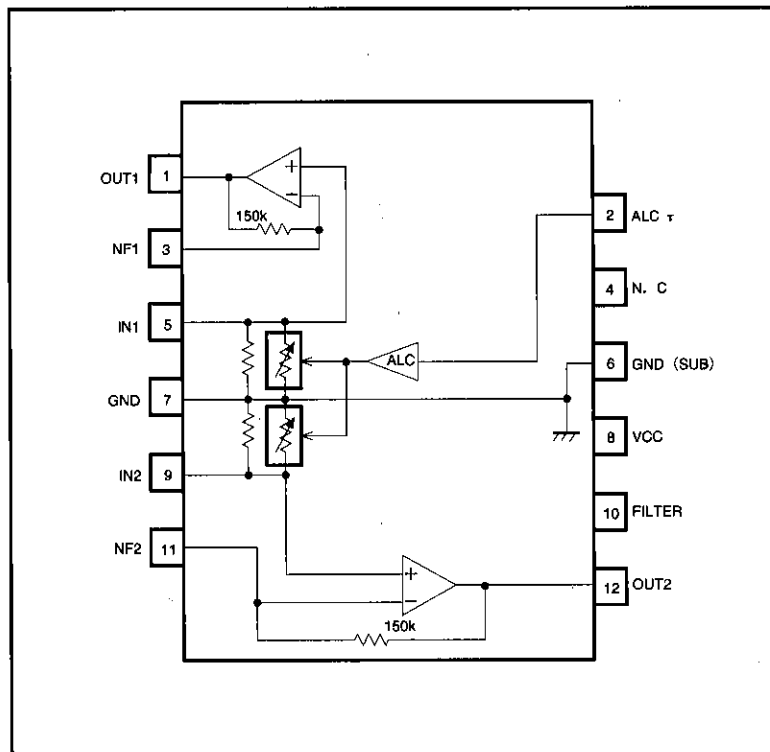 OUT1 1
+
−
150k
NF1 3
2 ALC τ
4 N. C
IN1 5
ALC
6 GND (SUB)
GND 7
8 VCC
IN2 9
10 FILTER
NF2 11
+
−
12 OUT2
150k